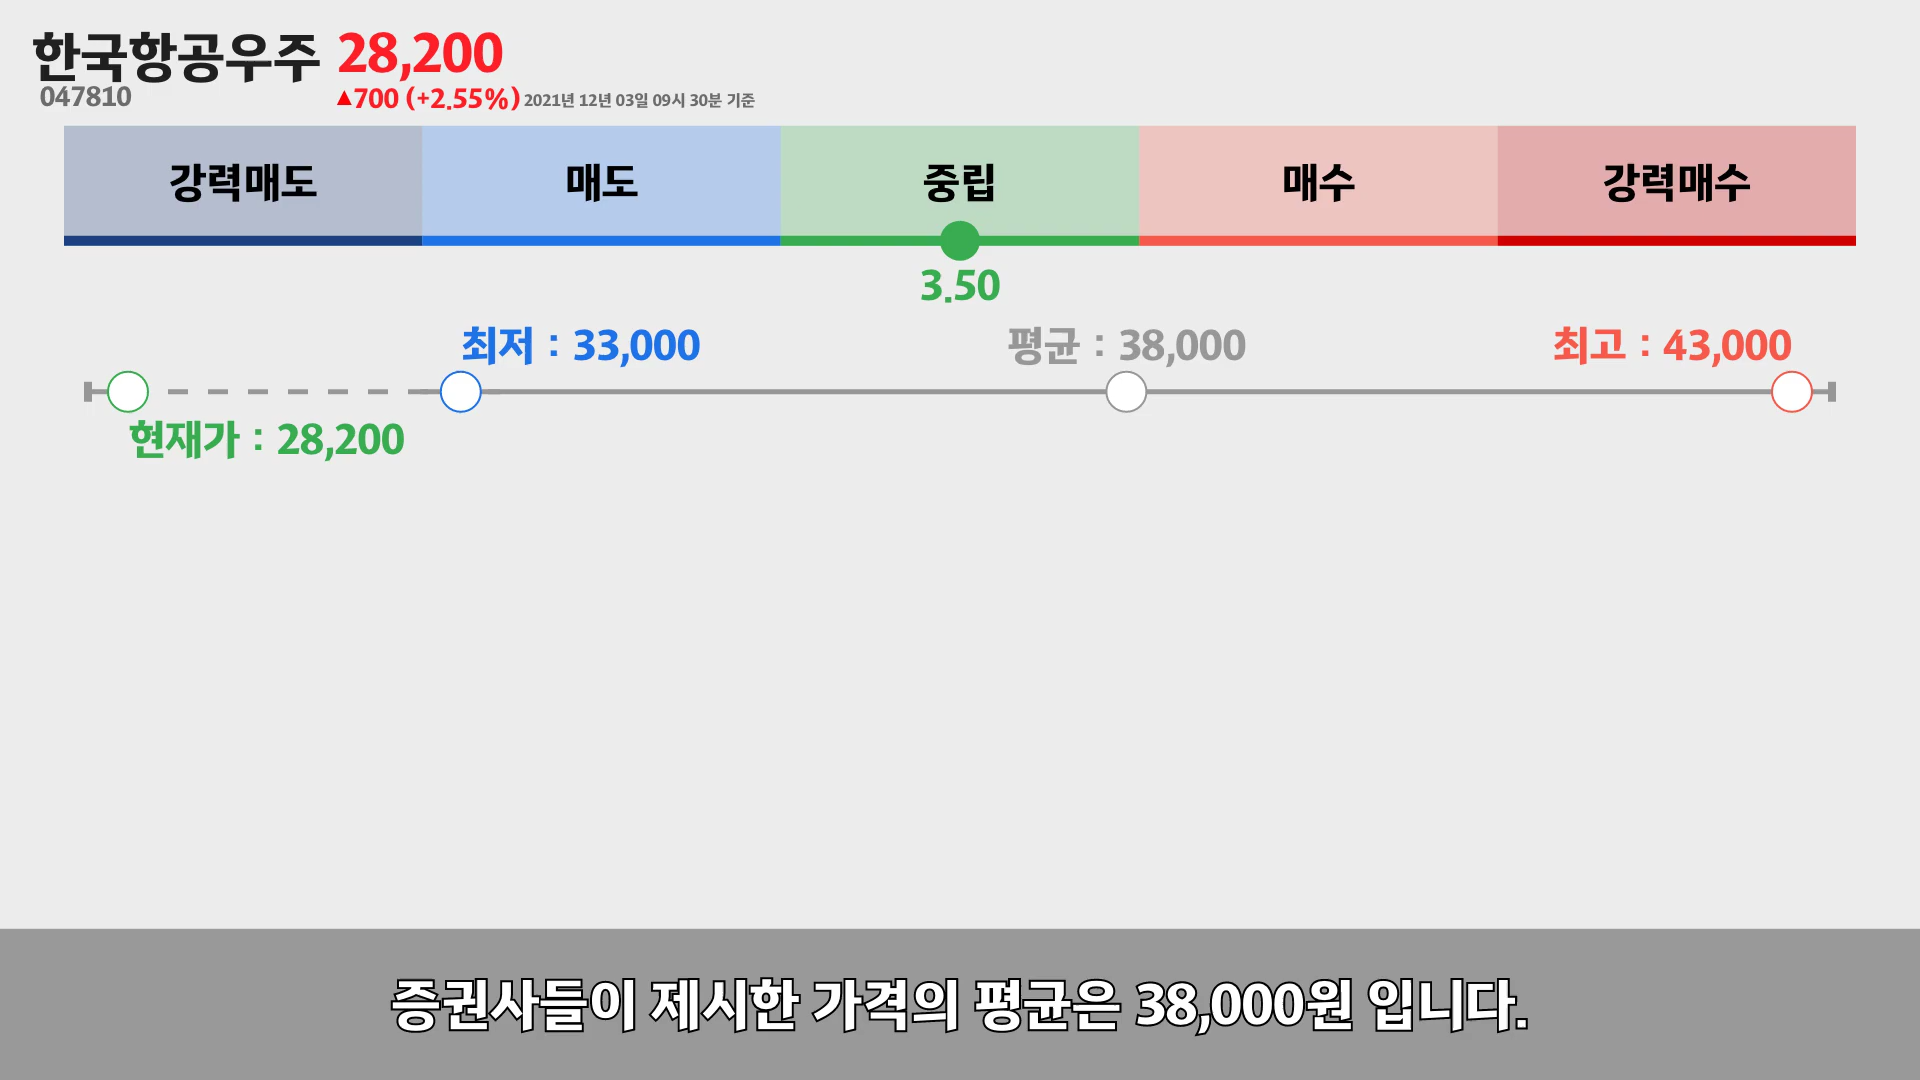 한국항공우주 28,200
047810 ▲700 (+2.55%) 2021년 12년 03일 09시 30분 기준
강력매도 매도 중립 매수 강력매수
3.50
최저 : 33,000 평균 : 38,000 최고 : 43,000
현재가 : 28,200
증권사들이 제시한 가격의 평균은 38,000원 입니다.